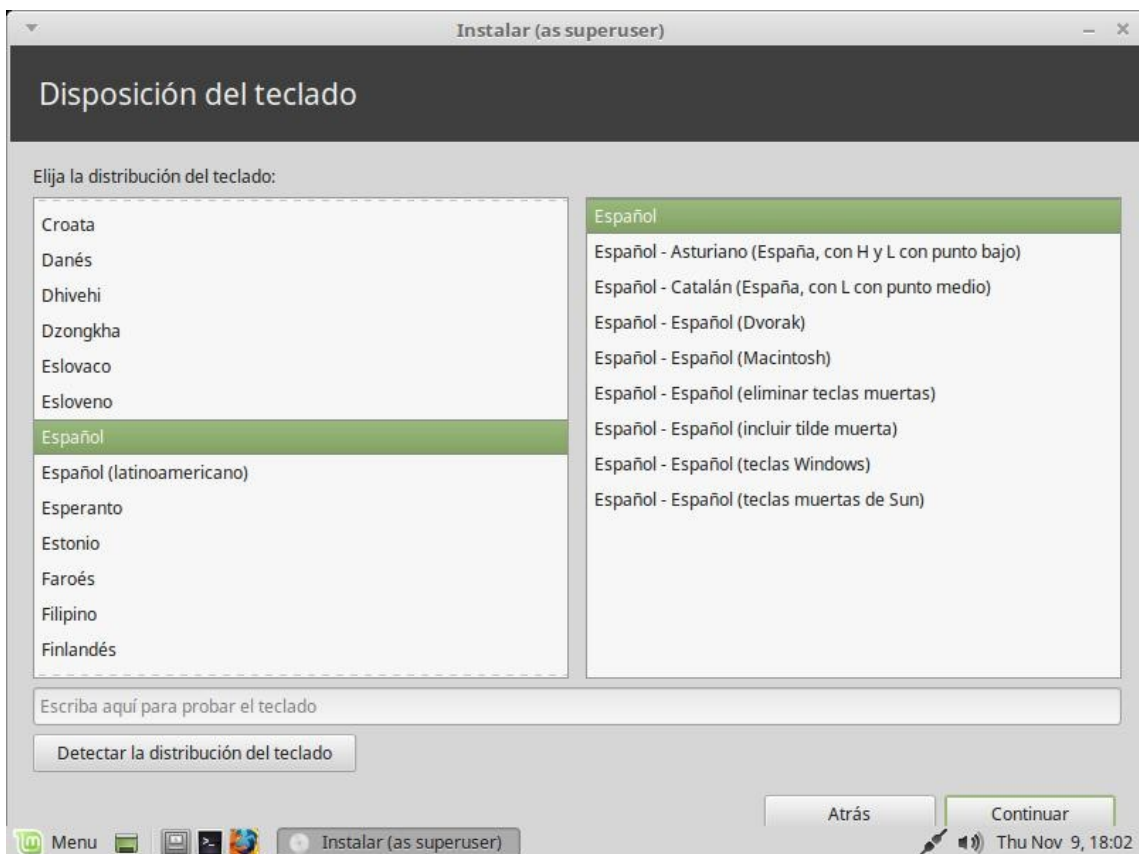 Instalar (as superuser)
Disposición del teclado
Elija la distribución del teclado:
Croata
Danés
Dhivehi
Dzongkha
Eslovaco
Esloveno
Español
Español (latinoamericano)
Esperanto
Estonio
Faroés
Filipino
Finlandés
Español
Español - Asturiano (España, con H y L con punto bajo)
Español - Catalán (España, con L con punto medio)
Español - Español (Dvorak)
Español - Español (Macintosh)
Español - Español (eliminar teclas muertas)
Español - Español (incluir tilde muerta)
Español - Español (teclas Windows)
Español - Español (teclas muertas de Sun)
Escriba aquí para probar el teclado
Detectar la distribución del teclado
Atrás Continuar
Menu Instalar (as superuser) Thu Nov 9, 18:02